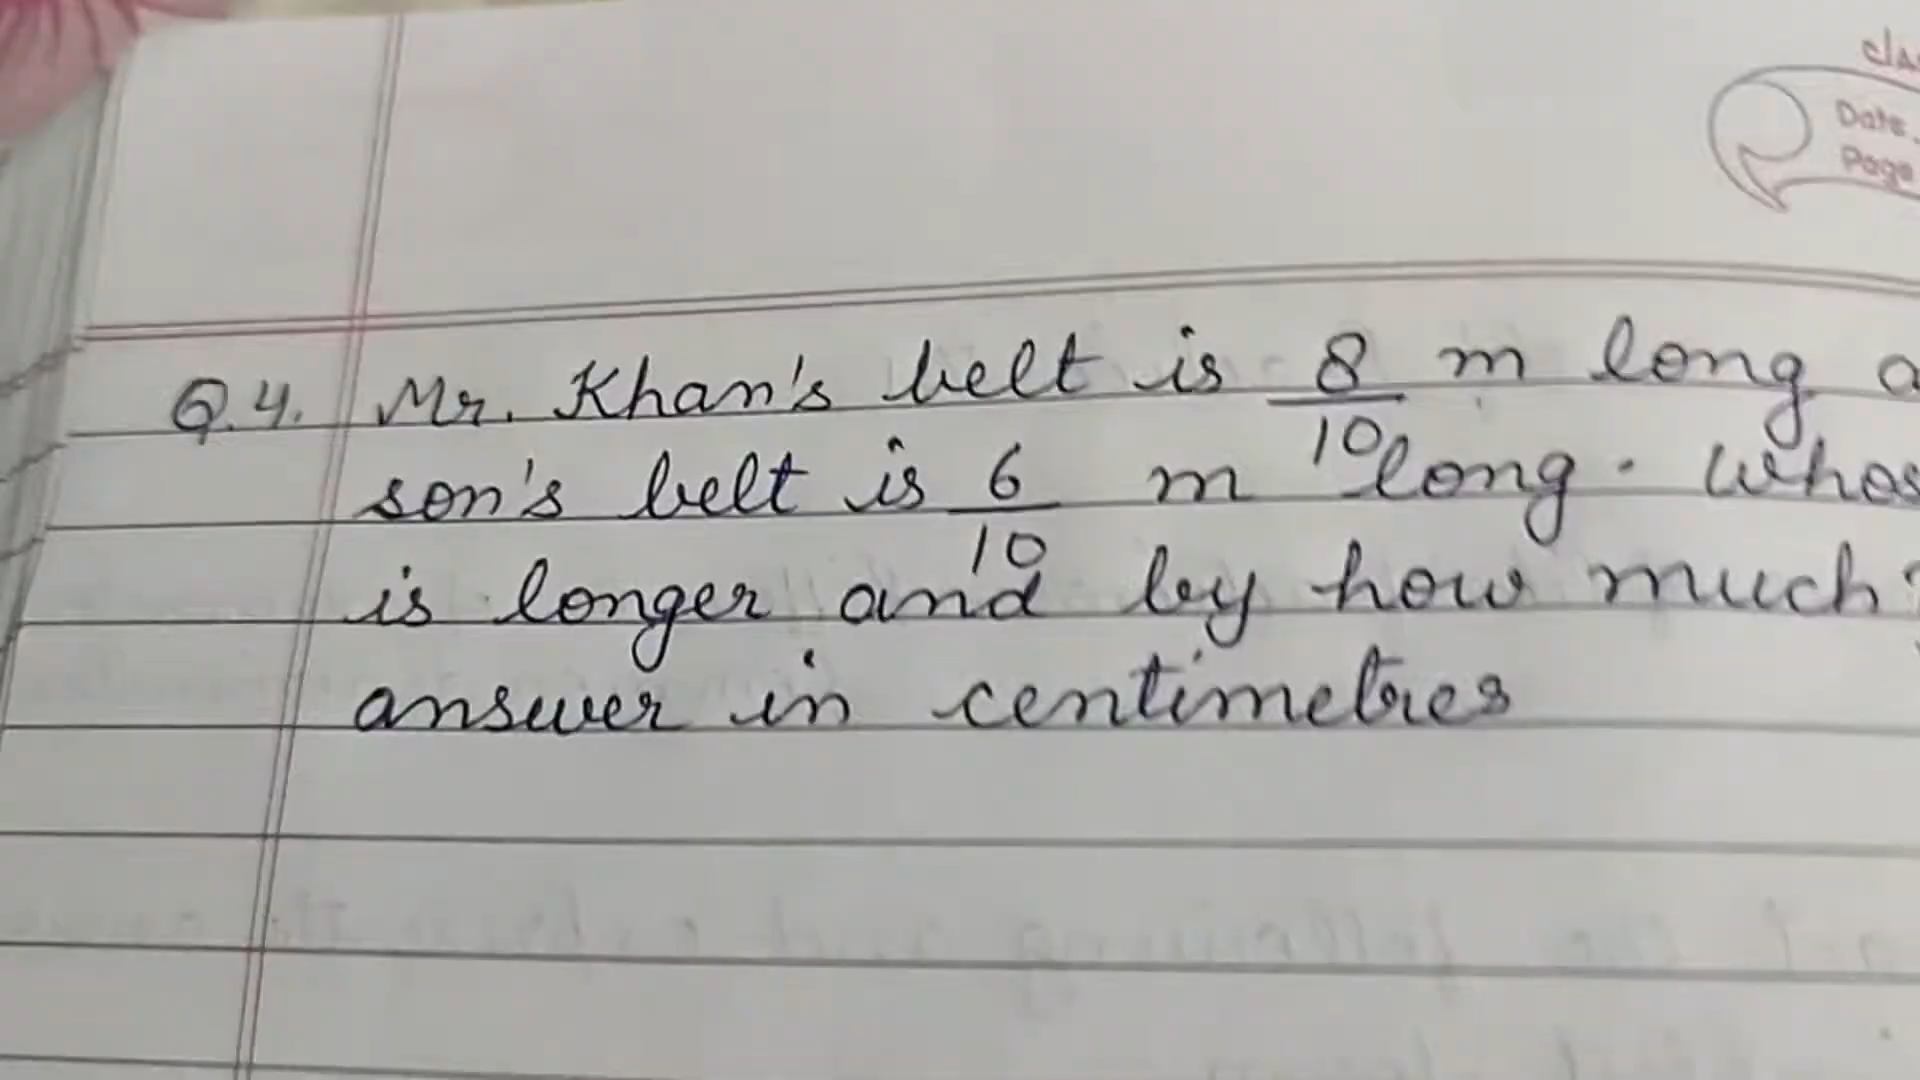 Date
Page
Q.4. Mr. Khan's belt is 8/10 m long
son's belt is 6/10 m long.
is longer and by how much?
answer in centimetres